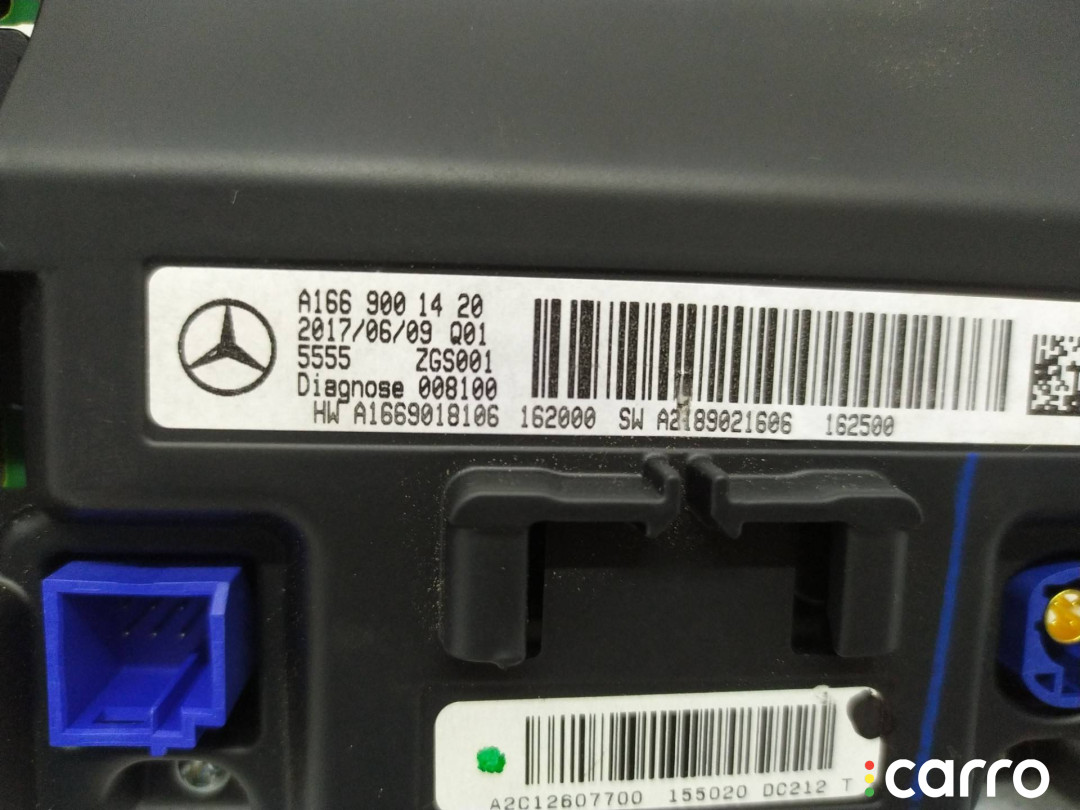 A166 900 14 20
2017/06/09 Q01
5555 ZGS001
Diagnose 008100
HW A1669018106 162000 SW A2189021606 162500
A2C12607700 155020 DC212 T
carro